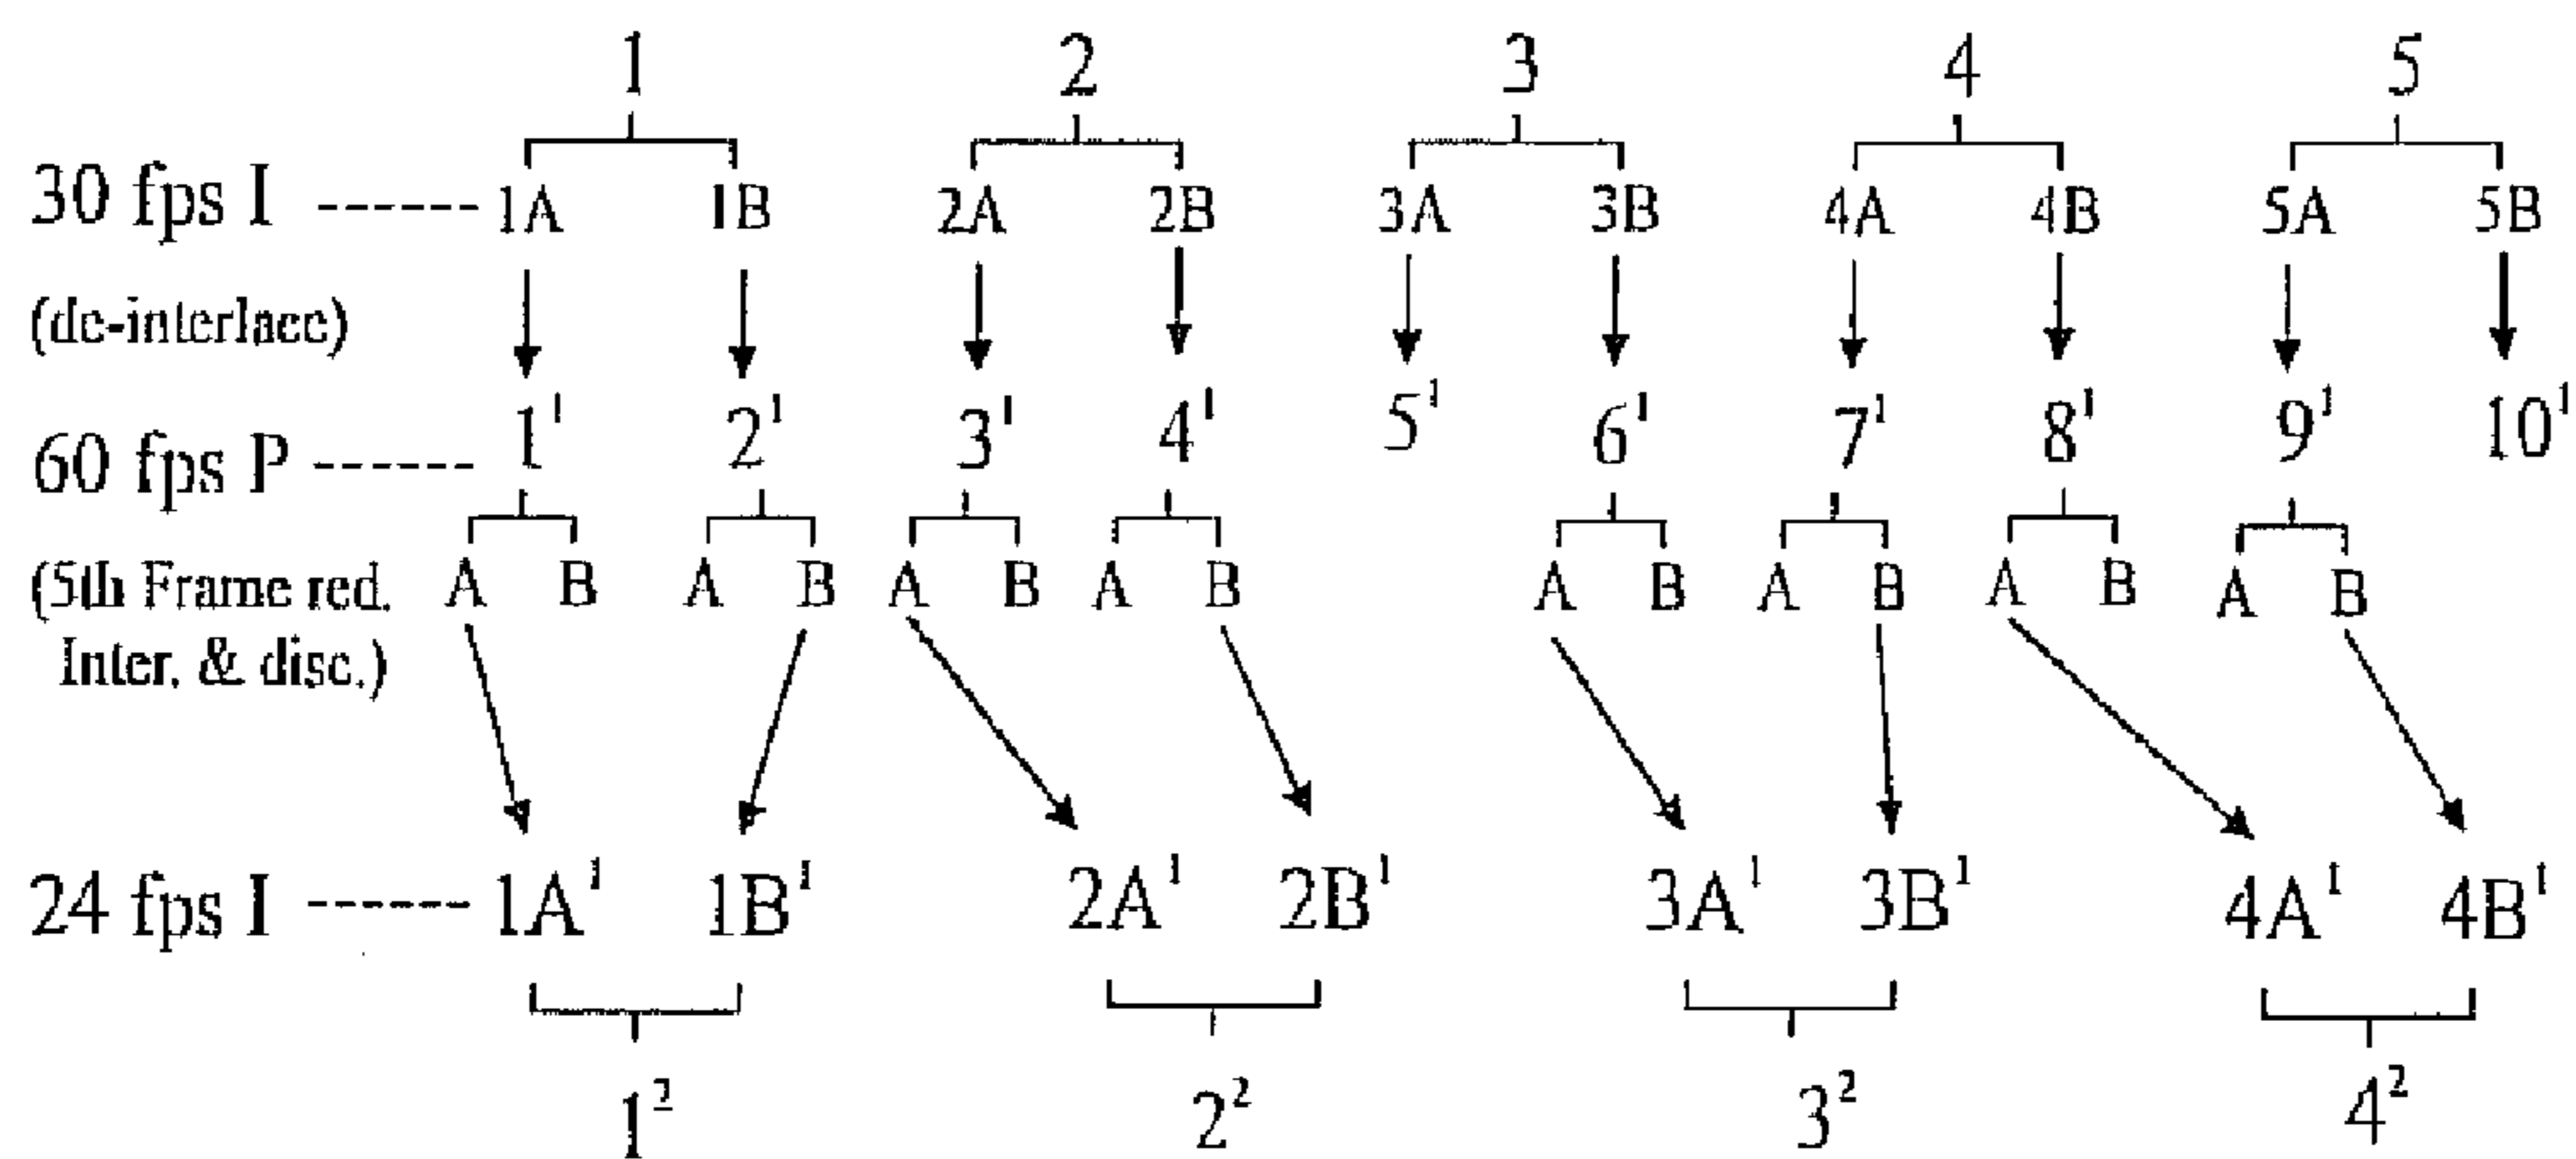 1 2 3 4 5
30 fps I ------ 1A 1B 2A 2B 3A 3B 4A 4B 5A 5B
(de-interlace)
1¹ 2¹ 3¹ 4¹ 5¹ 6¹ 7¹ 8¹ 9¹ 10¹
60 fps P ------
(5th Frame red. A B A B A B A B A B A B A B A B
Inter. & disc.)
24 fps I ------ 1A¹ 1B¹ 2A¹ 2B¹ 3A¹ 3B¹ 4A¹ 4B¹
1² 2² 3² 4²